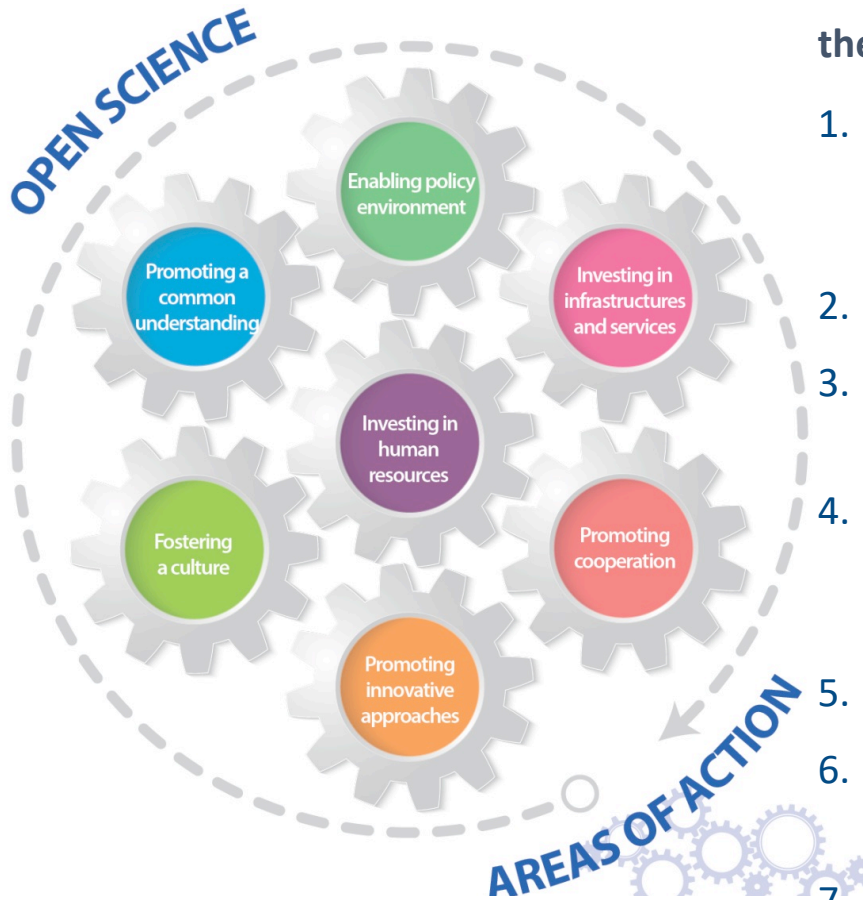 OPEN SCIENCE
Enabling policy
environment
Promoting a
common
understanding
Investing in
infrastructures
and services
Investing in
human
resources
Fostering
a culture
Promoting
cooperation
Promoting
innovative
approaches
AREAS OF ACTION
the
1.
2.
3.
4.
5.
6.
7.